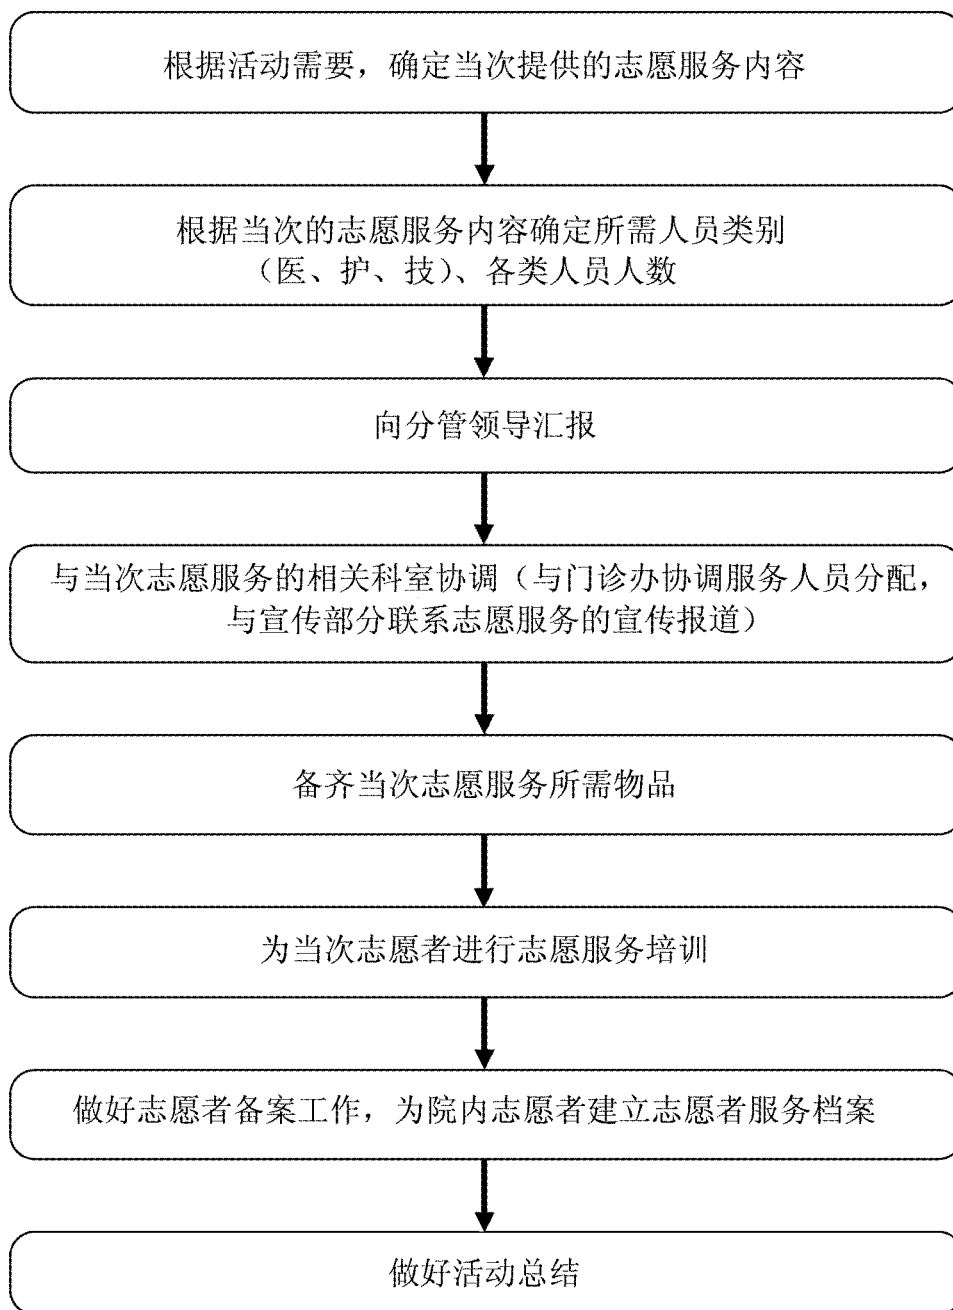 根据活动需要，确定当次提供的志愿服务内容
根据当次的志愿服务内容确定所需人员类别
（医、护、技）、各类人员人数
向分管领导汇报
与当次志愿服务的相关科室协调（与门诊办协调服务人员分配，
与宣传部分联系志愿服务的宣传报道）
备齐当次志愿服务所需物品
为当次志愿者进行志愿服务培训
做好志愿者备案工作，为院内志愿者建立志愿者服务档案
做好活动总结